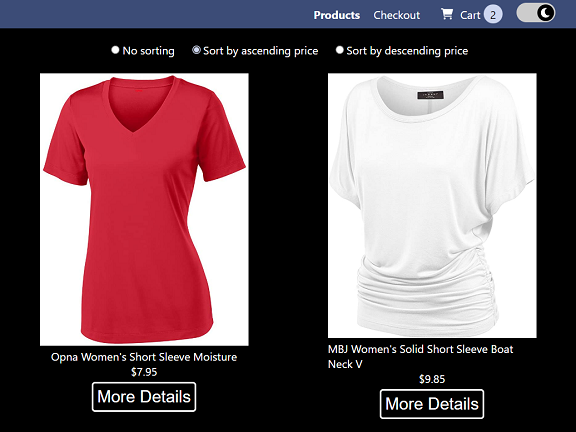 Products Checkout Cart 2
No sorting Sort by ascending price Sort by descending price
Opna Women's Short Sleeve Moisture
$7.95
More Details
MBJ Women's Solid Short Sleeve Boat
Neck V
$9.85
More Details